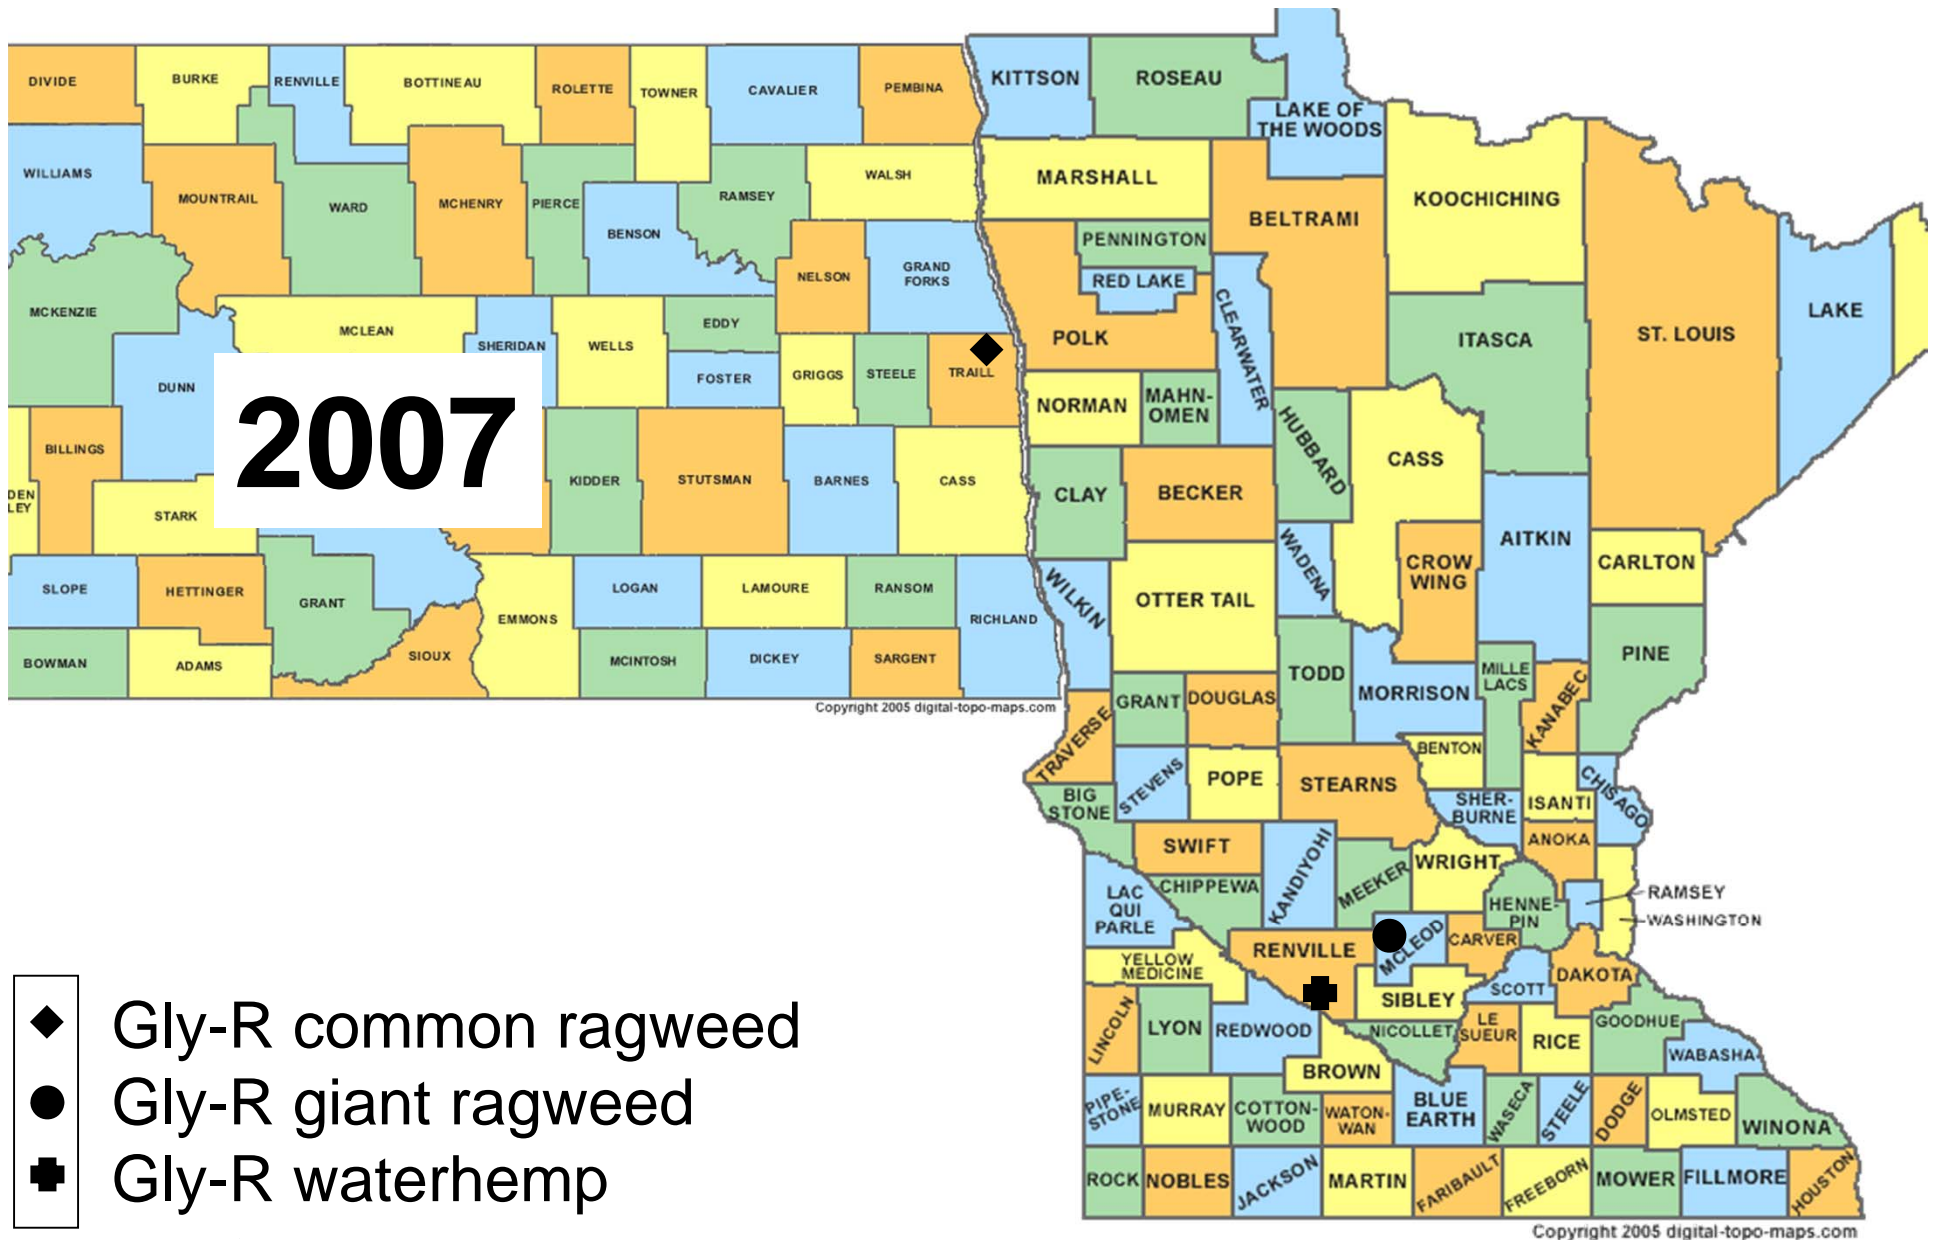 DIVIDE
BURKE
RENVILLE
BOTTINEAU
ROLETTE
TOWNER
CAVALIER
PEMBINA
WILLIAMS
MOUNTRAIL
WARD
MCHENRY
PIERCE
BENSON
RAMSEY
WALSH
MCKENZIE
NELSON
GRAND
FORKS
MCLEAN
SHERIDAN
WELLS
EDDY
DUNN
FOSTER
GRIGGS
STEELE
TRAILL
2007
BILLINGS
DEN
LEY
STARK
KIDDER
STUTSMAN
BARNES
CASS
SLOPE
HETTINGER
GRANT
EMMONS
LOGAN
LAMOURE
RANSOM
RICHLAND
BOWMAN
ADAMS
SIOUX
MCINTOSH
DICKEY
SARGENT
Copyright 2005 digital-topo-maps.com
KITTSON
ROSEAU
LAKE OF
THE WOODS
MARSHALL
BELTRAMI
KOOCHICHING
PENNINGTON
RED LAKE
POLK
CLEARWATER
ITASCA
ST. LOUIS
LAKE
NORMAN
MAHN-
OMEN
HUBBARD
CASS
CLAY
BECKER
AITKIN
WADENA
CROW
WING
CARLTON
WILKIN
OTTER TAIL
TODD
MORRISON
MILLE
LACS
KANABEC
PINE
GRANT
DOUGLAS
TRAVERSE
BENTON
STEVENS
POPE
STEARNS
BIG
STONE
SHER-
BURNE
ISANTI
CHISAGO
SWIFT
KANDIYOHI
MEEKER
WRIGHT
ANOKA
LAC
QUI
PARLE
CHIPPEWA
HENNE-
PIN
RAMSEY
WASHINGTON
RENVILLE
MCLEOD
CARVER
YELLOW
MEDICINE
SIBLEY
SCOTT
DAKOTA
LINCOLN
LYON
REDWOOD
NICOLLET
LE
SUEUR
RICE
GOODHUE
WABASHA
BROWN
PIPE-
STONE
MURRAY
COTTON-
WOOD
WATON-
WAN
BLUE
EARTH
WASECA
STEELE
DODGE
OLMSTED
WINONA
ROCK
NOBLES
JACKSON
MARTIN
FARIBAULT
FREEBORN
MOWER
FILLMORE
HOUSTON
Copyright 2005 digital-topo-maps.com
Gly-R common ragweed
Gly-R giant ragweed
Gly-R waterhemp